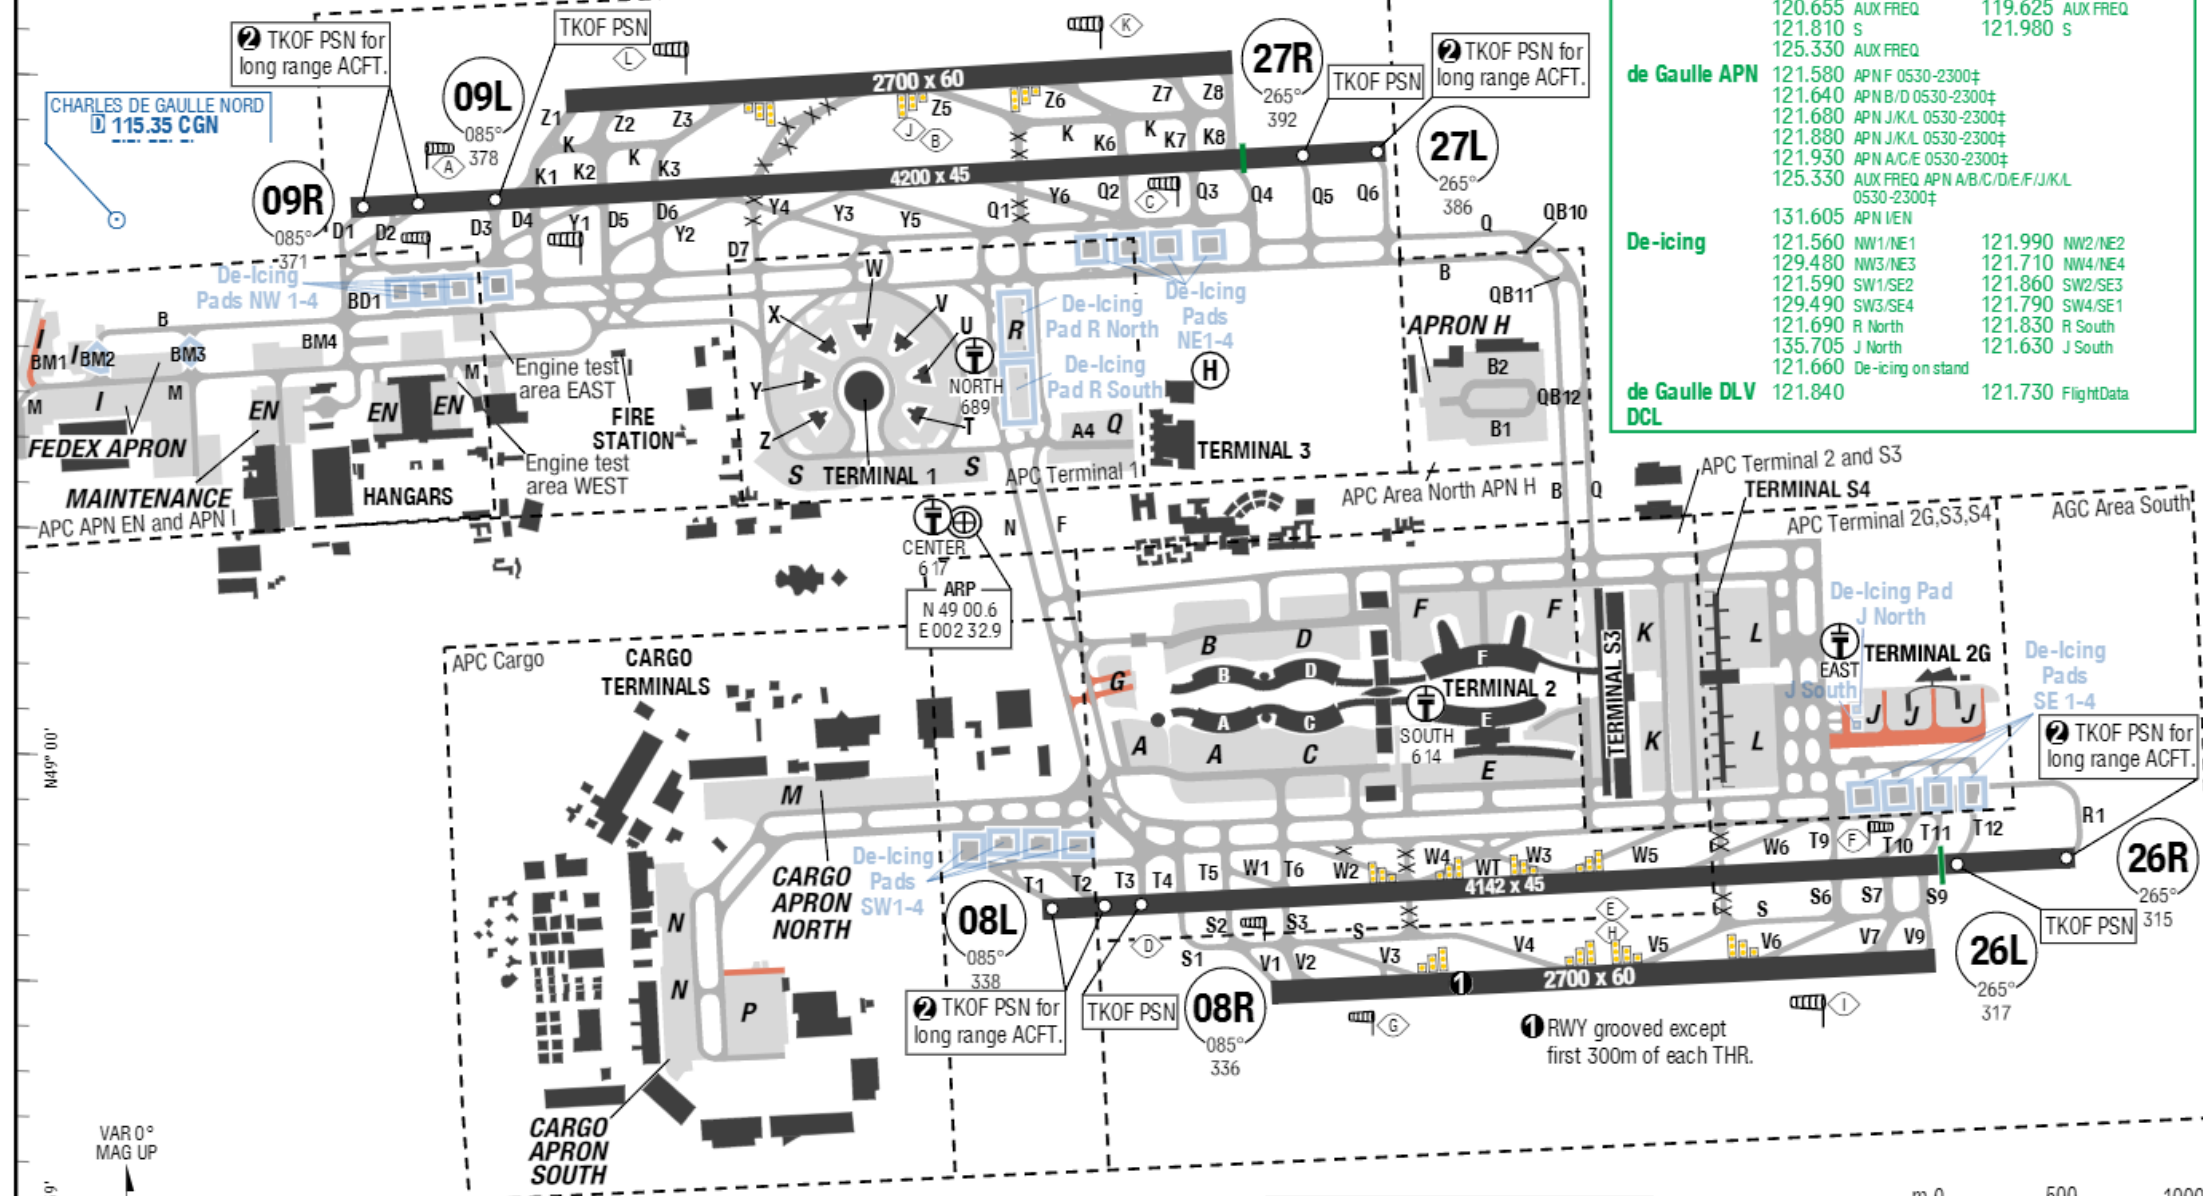 120.655 AUX FREQ 119.625 AUX FREQ
121.810 S 121.980 S
125.330 AUX FREQ
de Gaulle APN 121.580 APN F 0530-2300‡
121.640 APN B/D 0530-2300‡
121.680 APN J/K/L 0530-2300‡
121.880 APN J/K/L 0530-2300‡
121.930 APN A/C/E 0530-2300‡
125.330 AUX FREQ APN A/B/C/D/E/F/J/K/L
0530-2300‡
131.605 APN I/EN
De-icing 121.560 NW1/NE1 121.990 NW2/NE2
129.480 NW3/NE3 121.710 NW4/NE4
121.590 SW1/SE2 121.860 SW2/SE3
129.490 SW3/SE4 121.790 SW4/SE1
121.690 R North 121.830 R South
135.705 J North 121.630 J South
121.660 De-icing on stand
de Gaulle DLV 121.840 121.730 FlightData
DCL
❷ TKOF PSN for
long range ACFT.
TKOF PSN
L
K
27R
265°
392
❷ TKOF PSN for
long range ACFT.
TKOF PSN
CHARLES DE GAULLE NORD
D 115.35 CGN
09L
085°
378
A
2700 x 60
Z1 Z2 Z3 Z5 Z6 Z7 Z8
J B
K K K K
K1 K2 K3 K6 K7 K8
27L
265°
386
09R
085°
371
4200 x 45
D1 D2 D3 D4 Y1 D5 D6 Y2 D7 Y4 Y3 Y5 Q1 Y6 Q2 C Q3 Q4 Q5 Q6
Q
QB10
B
QB11
QB12
De-Icing
Pads NW 1-4
BD1
B
BM1
I
I
BM2
BM3
BM4
M
M
M
I
EN
EN
EN
FEDEX APRON
MAINTENANCE
APC APN EN and APN I
HANGARS
Engine test
area EAST
FIRE
STATION
Engine test
area WEST
W
X
V
U
Y
Z
T
NORTH
689
S
TERMINAL 1
S
APC Terminal 1
R
De-Icing
Pad R North
De-Icing
Pad R South
De-Icing
Pads
NE1-4
H
A4 Q
TERMINAL 3
APRON H
B2
B1
APC Area North APN H
B
Q
APC Terminal 2 and S3
TERMINAL S4
APC Terminal 2G,S3,S4
AGC Area South
CENTER
617
N
F
ARP
N 49 00.6
E 002 32.9
APC Cargo
CARGO
TERMINALS
G
B D
F F
B D
F
A C
E
A
A C
E
TERMINAL 2
SOUTH
614
TERMINAL S3
K
K
L
L
De-Icing Pad
J North
EAST
TERMINAL 2G
J South
J J J
De-Icing
Pads
SE 1-4
❷ TKOF PSN for
long range ACFT.
N49° 00'
M
CARGO
APRON
NORTH
De-Icing
Pads
SW1-4
N
N
P
CARGO
APRON
SOUTH
T1 T2 T3 T4 T5 W1 T6 W2 W4 WT W3 W5 W6 T9 F T10 T11 T12 R1
08L
085°
338
4142 x 45
26R
265°
315
TKOF PSN
S2 S3 S E H S S6 S7 S9
D
S1 V1 V2 V3 V4 V5 V6 V7 V9
❷ TKOF PSN for
long range ACFT.
TKOF PSN
08R
085°
336
❶
2700 x 60
26L
265°
317
G
I
❶ RWY grooved except
first 300m of each THR.
VAR 0°
MAG UP
9'
m 0 500 1000